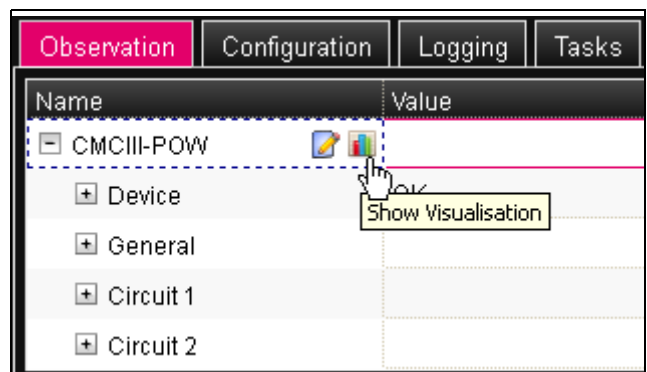 Observation Configuration Logging Tasks
Name Value
CMCIII-POW
Device OK
Show Visualisation
General
Circuit 1
Circuit 2